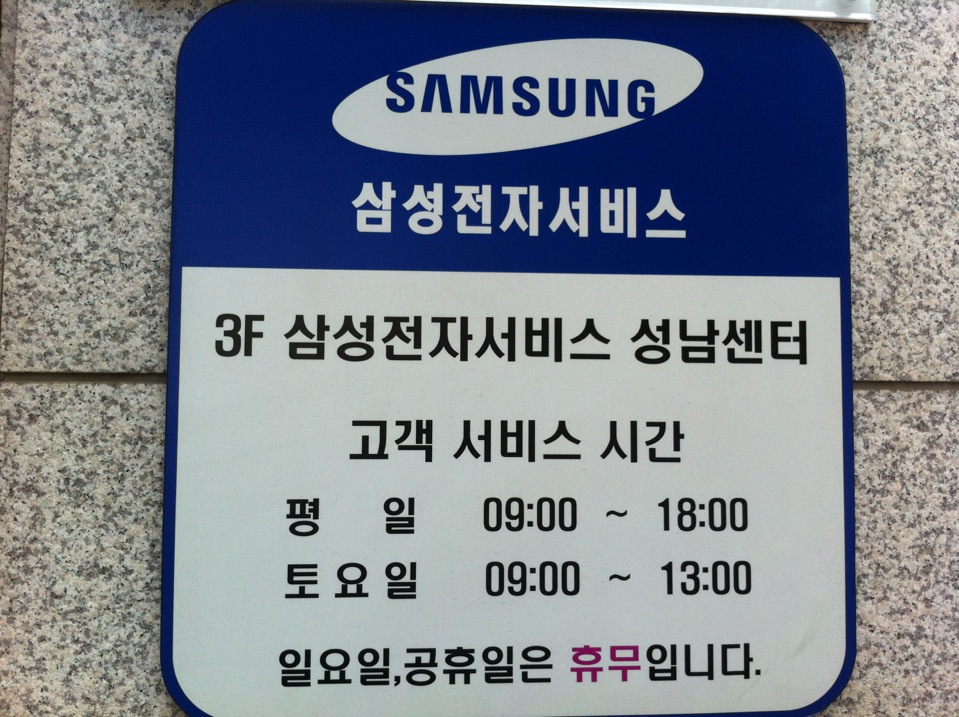 SAMSUNG
삼성전자서비스
3F 삼성전자서비스 성남센터
고객 서비스 시간
평 일 09:00 ~ 18:00
토요일 09:00 ~ 13:00
일요일,공휴일은 휴무입니다.